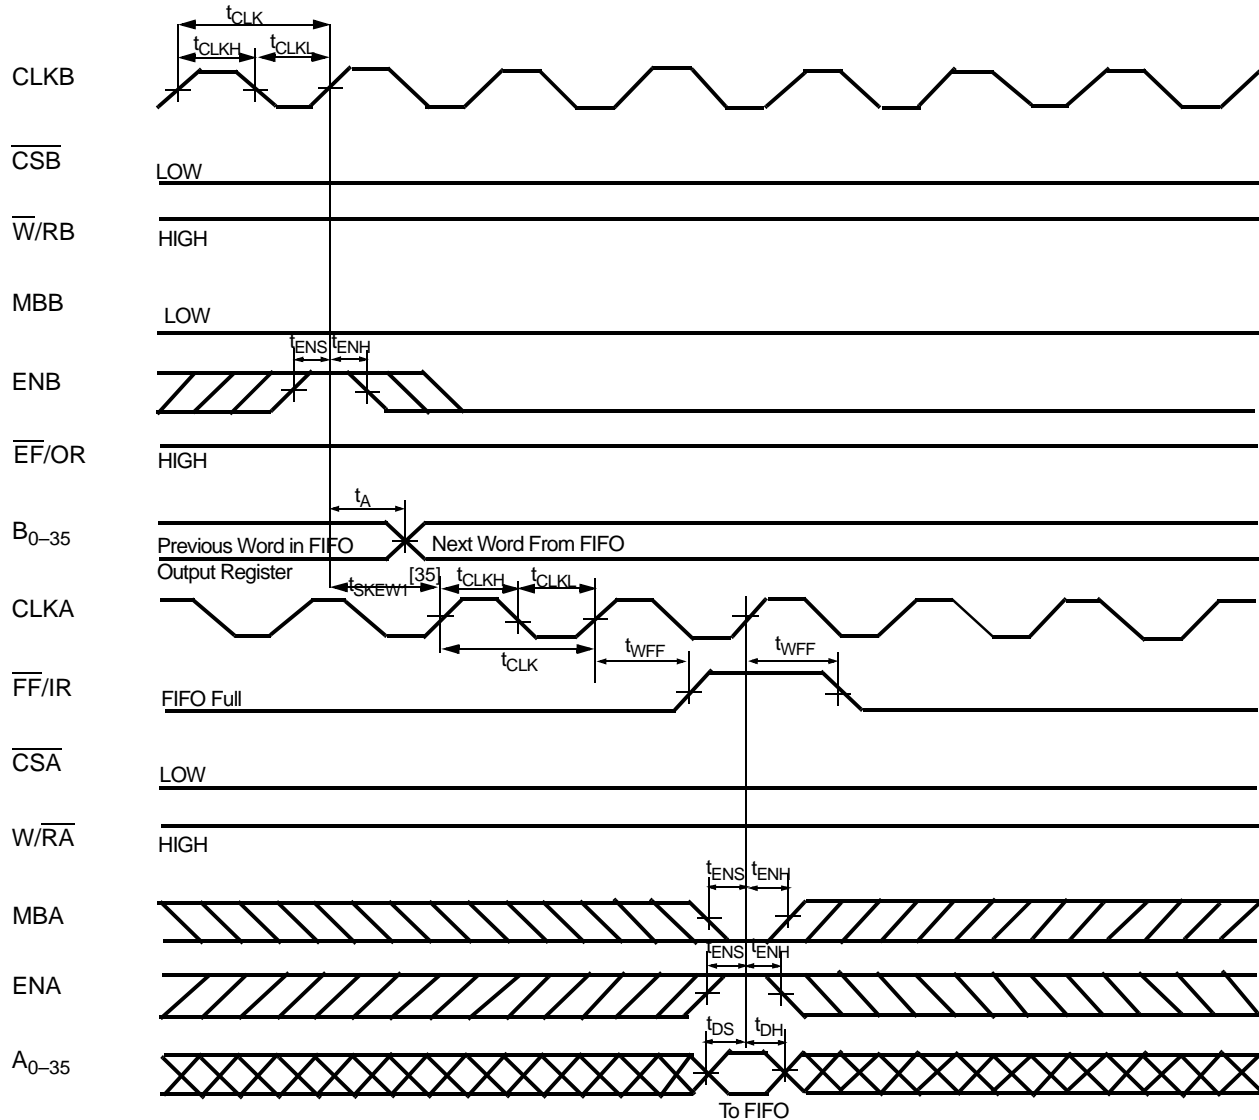 tCLK
tCLKH tCLKL
CLKB
CSB LOW
W/RB HIGH
MBB LOW
tENS tENH
ENB
EF/OR HIGH
tA
B0–35 Previous Word in FIFO Next Word From FIFO
Output Register
tSKEW1 [35] tCLKH tCLKL
CLKA
tCLK tWFF tWFF
FF/IR FIFO Full
CSA LOW
W/RA HIGH
tENS tENH
MBA
tENS tENH
ENA
tDS tDH
A0–35
To FIFO